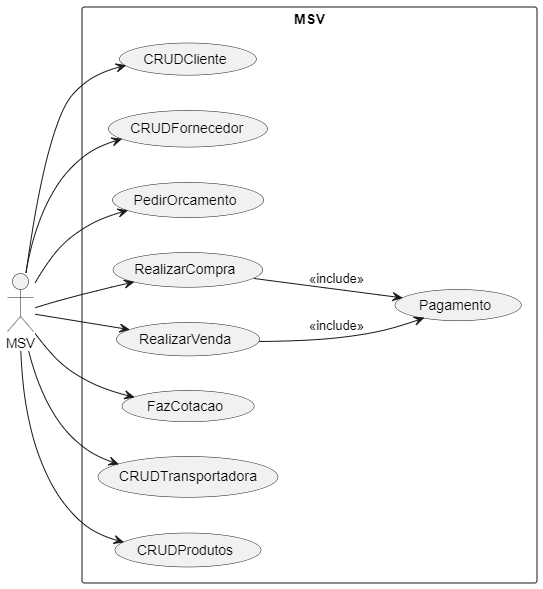 MSV
CRUDCliente
CRUDFornecedor
PedirOrcamento
RealizarCompra
«include»
Pagamento
RealizarVenda
«include»
MSV
FazCotacao
CRUDTransportadora
CRUDProdutos